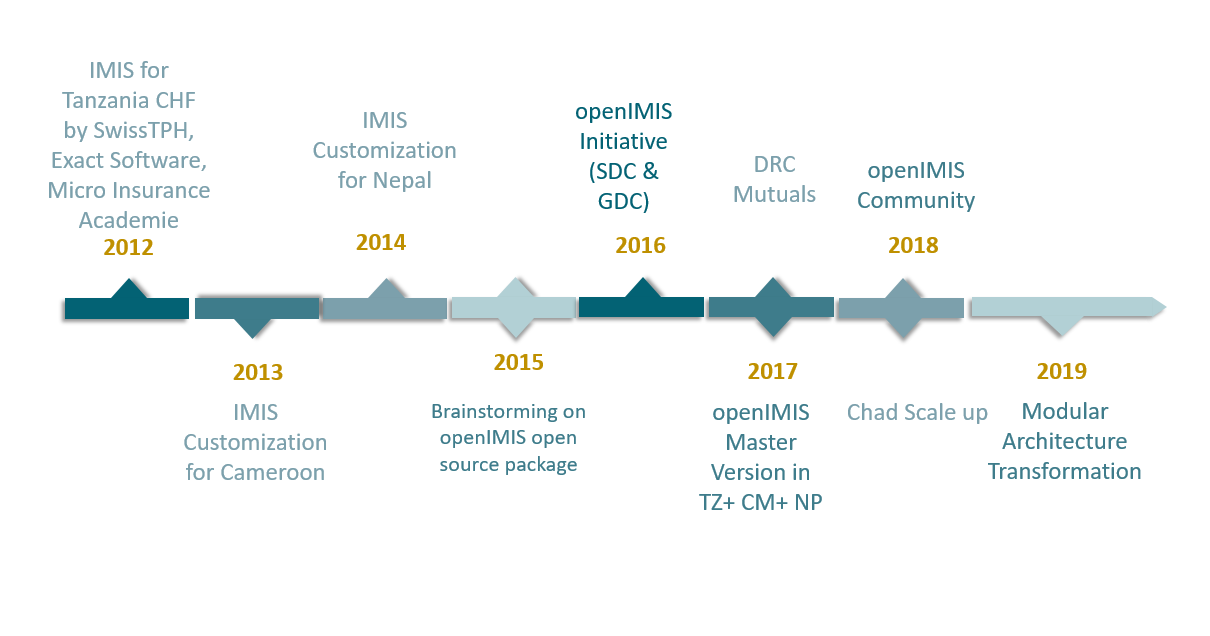 IMIS for
Tanzania CHF
by SwissTPH,
Exact Software,
Micro Insurance
Academie
2012
2013
IMIS
Customization
for Cameroon
IMIS
Customization
for Nepal
2014
2015
Brainstorming on
openIMIS open
source package
openIMIS
Initiative
(SDC &
GDC)
2016
DRC
Mutuals
2017
openIMIS
Master
Version in
TZ+ CM+ NP
openIMIS
Community
2018
Chad Scale up
2019
Modular
Architecture
Transformation